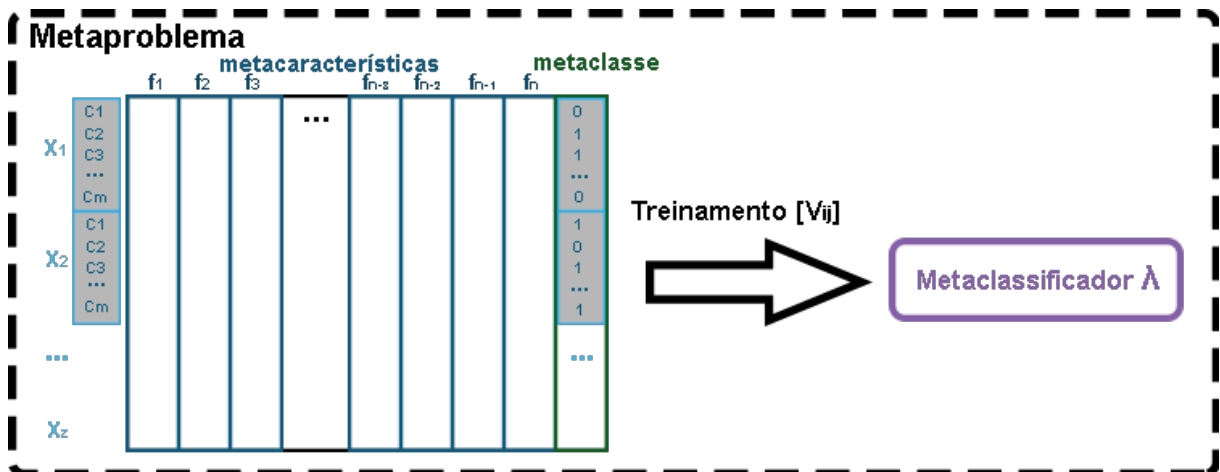 Metaproblema
metacaracterísticas
metaclasse
f1 f2 f3 fn-3 fn-2 fn-1 fn
...
X1
C1
C2
C3
...
Cm
0
1
1
...
0
X2
C1
C2
C3
...
Cm
1
0
1
...
1
...
...
Xz
Treinamento [Vij]
Metaclassificador λ